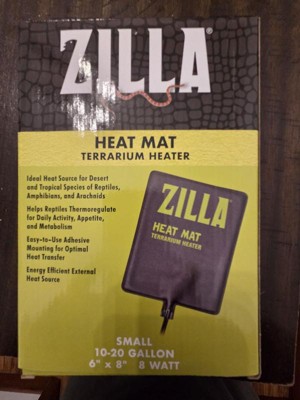 ZILLA
HEAT MAT
TERRARIUM HEATER
Ideal Heat Source for Desert
and Tropical Species of Reptiles,
Amphibians, and Arachnids
Helps Reptiles Thermoregulate
for Daily Activity, Appetite,
and Metabolism
Easy-to-Use Adhesive
Mounting for Optimal
Heat Transfer
Energy Efficient External
Heat Source
ZILLA
HEAT MAT
TERRARIUM HEATER
SMALL
10-20 GALLON
6" x 8" 8 WATT